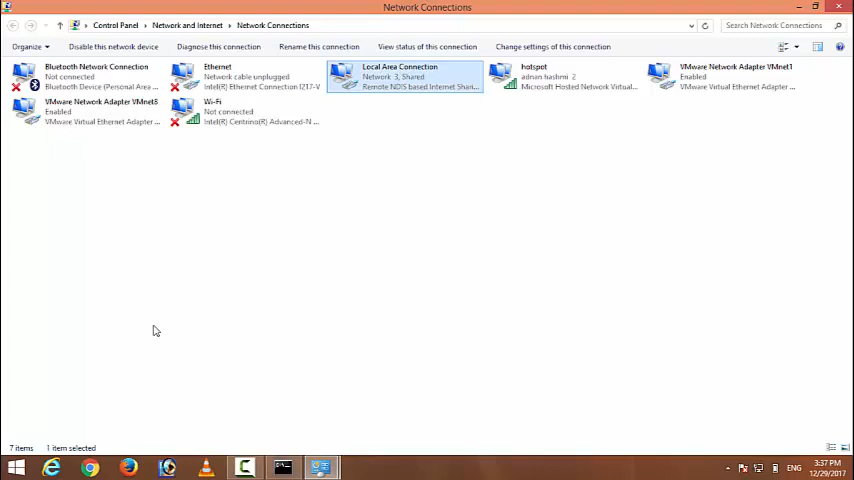 Network Connections
Control Panel
Network and Internet
Network Connections
Search Network Connections
Organize
Disable this network device
Diagnose this connection
Rename this connection
View status of this connection
Change settings of this connection
Bluetooth Network Connection
Not connected
Bluetooth Device (Personal Area ...
Ethernet
Network cable unplugged
Intel(R) Ethernet Connection I217-V
Local Area Connection
Network 3, Shared
Remote NDIS based Internet Shari...
hotspot
adnan hashmi 2
Microsoft Hosted Network Virtual...
VMware Network Adapter VMnet1
Enabled
VMware Virtual Ethernet Adapter ...
VMware Network Adapter VMnet8
Enabled
VMware Virtual Ethernet Adapter ...
Wi-Fi
Not connected
Intel(R) Centrino(R) Advanced-N ...
7 items
1 item selected
ENG
3:37 PM
12/29/2017